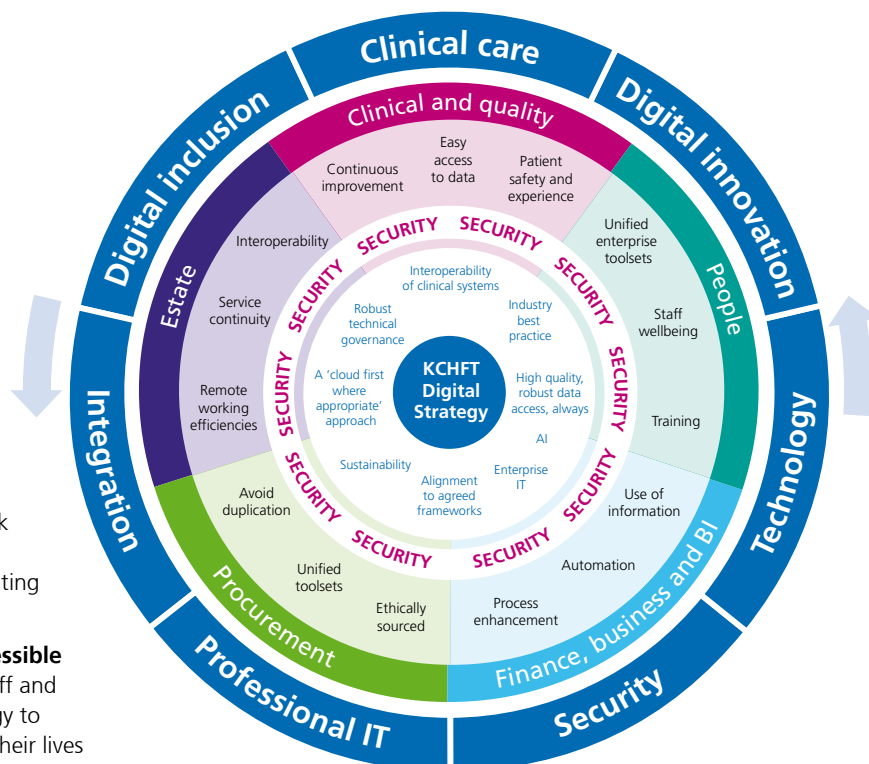 Clinical care
Digital innovation
Technology
Security
Professional IT
Integration
Digital inclusion
Clinical and quality
Continuous
improvement
Easy
access
to data
Patient
safety and
experience
People
Unified
enterprise
toolsets
Staff
wellbeing
Training
Finance, business and BI
Use of
information
Automation
Process
enhancement
Procurement
Avoid
duplication
Unified
toolsets
Ethically
sourced
Estate
Interoperability
Service
continuity
Remote
working
efficiencies
SECURITY
SECURITY
SECURITY
SECURITY
SECURITY
SECURITY
SECURITY
SECURITY
SECURITY
SECURITY
Interoperability
of clinical systems
Industry
best
practice
High quality,
robust data
access, always
AI
Enterprise
IT
Alignment
to agreed
frameworks
Sustainability
A ‘cloud first
where
appropriate’
approach
Robust
technical
governance
KCHFT
Digital
Strategy
k
ting
essible
ff and
gy to
their lives